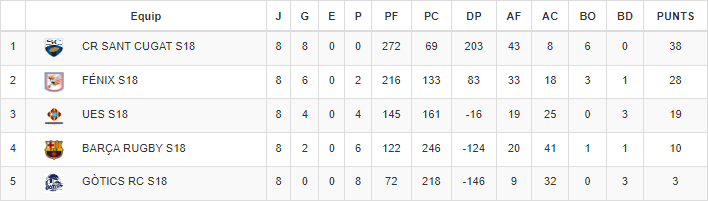 Equip J G E P PF PC DP AF AC BO BD PUNTS
1 CR SANT CUGAT S18 8 8 0 0 272 69 203 43 8 6 0 38
2 FÉNIX S18 8 6 0 2 216 133 83 33 18 3 1 28
3 UES S18 8 4 0 4 145 161 -16 19 25 0 3 19
4 BARÇA RUGBY S18 8 2 0 6 122 246 -124 20 41 1 1 10
5 GÒTICS RC S18 8 0 0 8 72 218 -146 9 32 0 3 3